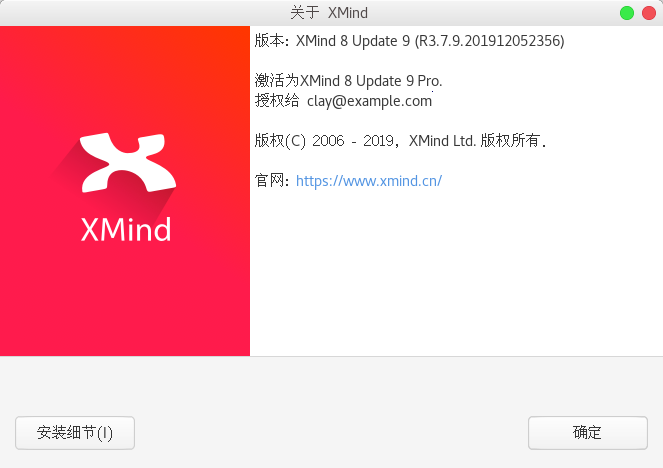 关于 XMind
版本: XMind 8 Update 9 (R3.7.9.201912052356)
激活为XMind 8 Update 9 Pro.
授权给 clay@example.com
版权(C) 2006 - 2019, XMind Ltd. 版权所有.
官网: https://www.xmind.cn/
XMind
安装细节(I)
确定